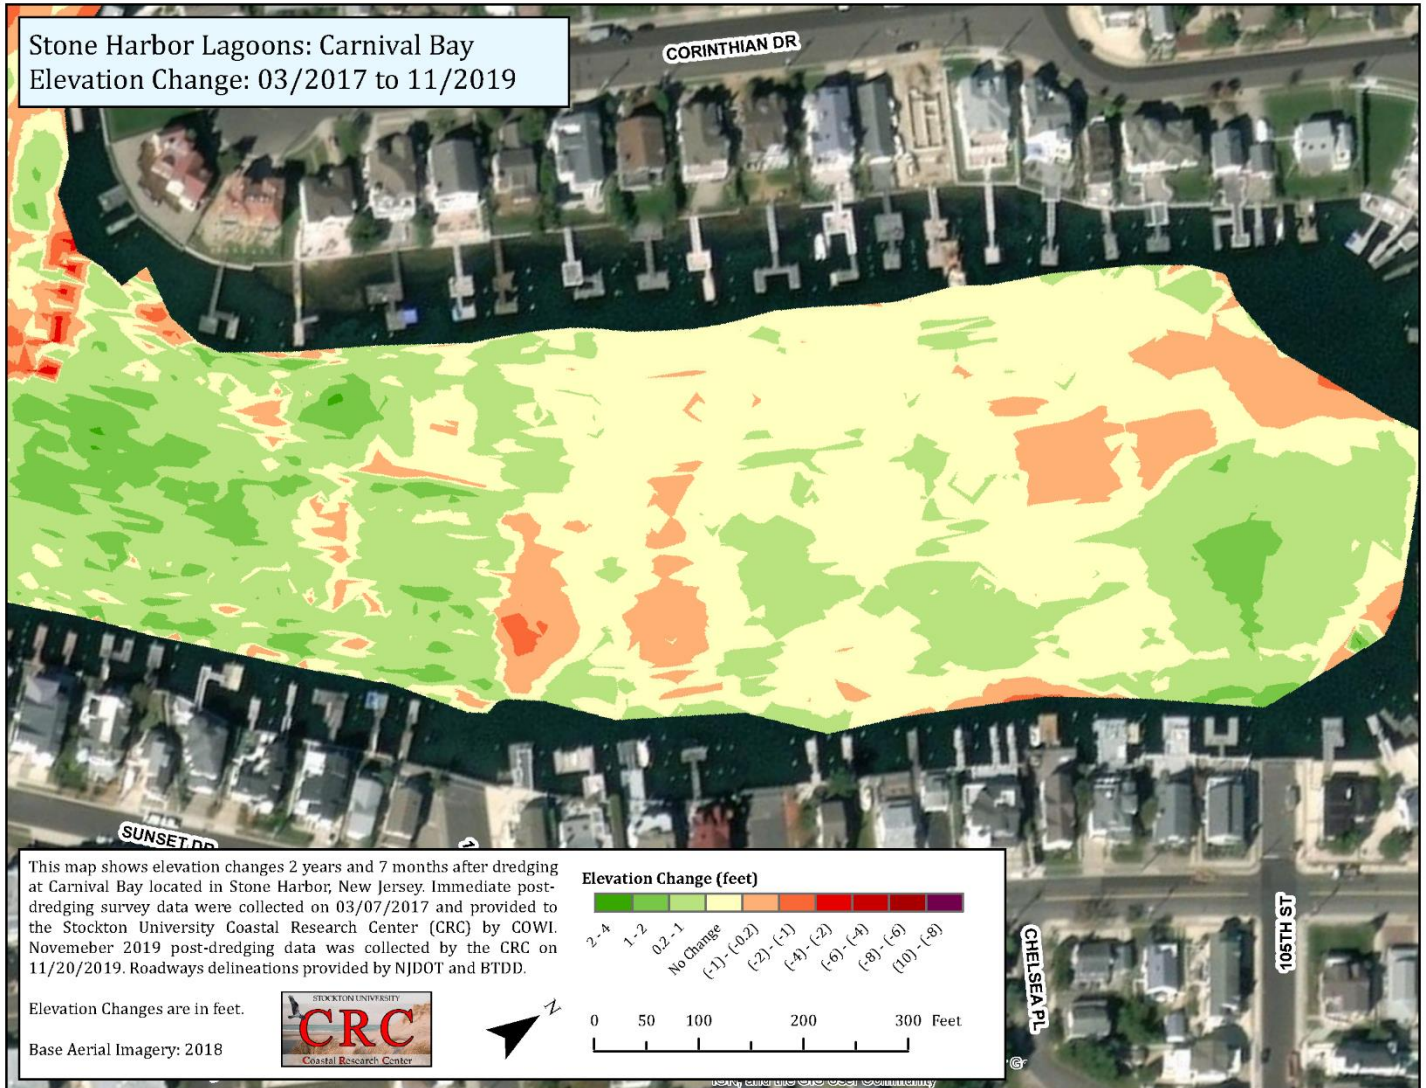 Stone Harbor Lagoons: Carnival Bay
Elevation Change: 03/2017 to 11/2019
CORINTHIAN DR
SUNSET DR
This map shows elevation changes 2 years and 7 months after dredging
at Carnival Bay located in Stone Harbor, New Jersey. Immediate post-
dredging survey data were collected on 03/07/2017 and provided to
the Stockton University Coastal Research Center (CRC) by COWI.
Novemeber 2019 post-dredging data was collected by the CRC on
11/20/2019. Roadways delineations provided by NJDOT and BTDD.
Elevation Changes are in feet.
Base Aerial Imagery: 2018
STOCKTON UNIVERSITY
CRC
Coastal Research Center
N
Elevation Change (feet)
2 - 4
1 - 2
0.2 - 1
No Change
(-1) - (-0.2)
(-2) - (-1)
(-4) - (-2)
(-6) - (-4)
(-8) - (-6)
(10) - (-8)
0 50 100 200 300 Feet
CHELSEA PL
105TH ST
G